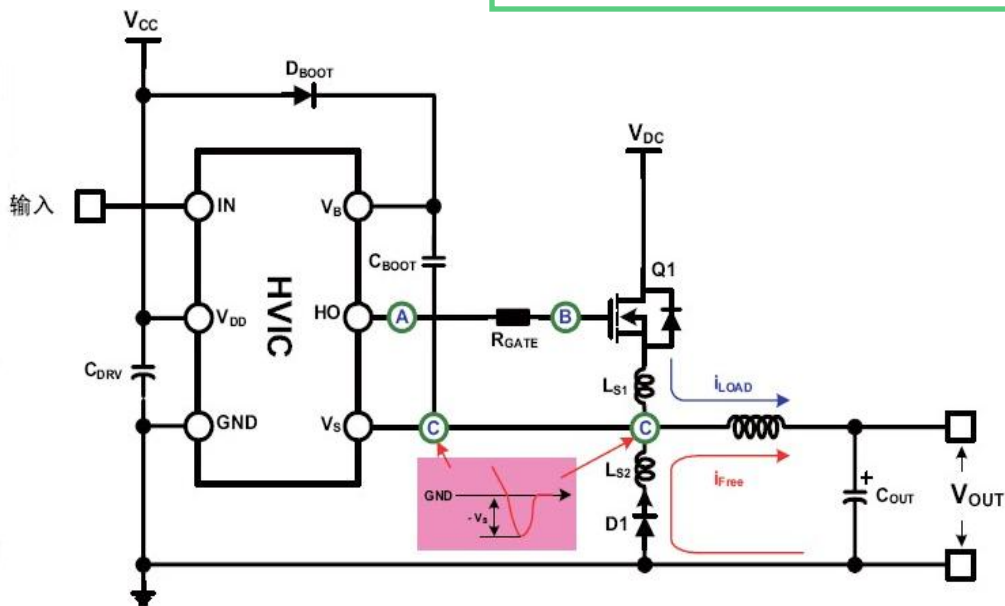 VCC
DBOOT
VDC
输入
IN
VB
CBOOT
Q1
HVIC
VDD
HO
A
B
RGATE
CDRV
LS1
iLOAD
GND
VS
C
C
LS2
iFree
GND
- VS
D1
+
COUT
VOUT